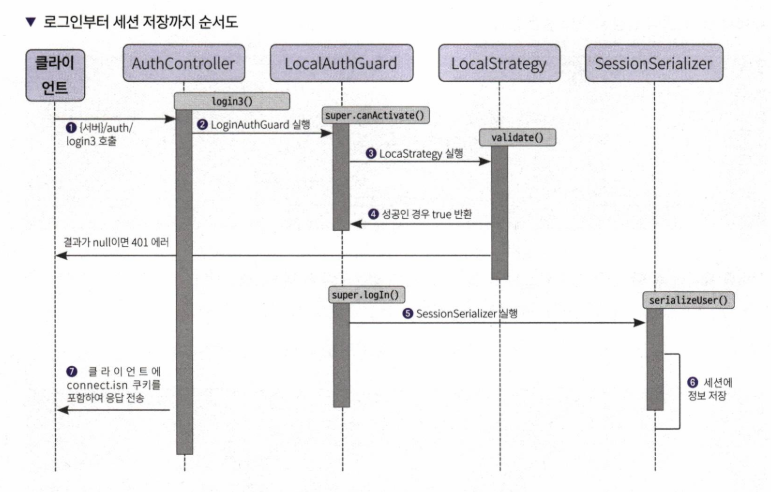 ▼ 로그인부터 세션 저장까지 순서도
클라이
언트
AuthController
LocalAuthGuard
LocalStrategy
SessionSerializer
login3()
❶ {서버}/auth/
login3 호출
❷ LoginAuthGuard 실행
super.canActivate()
❸ LocaStrategy 실행
validate()
❹ 성공인 경우 true 반환
결과가 null이면 401 에러
super.logIn()
❺ SessionSerializer 실행
serializeUser()
❼ 클라이언트에
connect.isn 쿠키를
포함하여 응답 전송
❻ 세션에
정보 저장